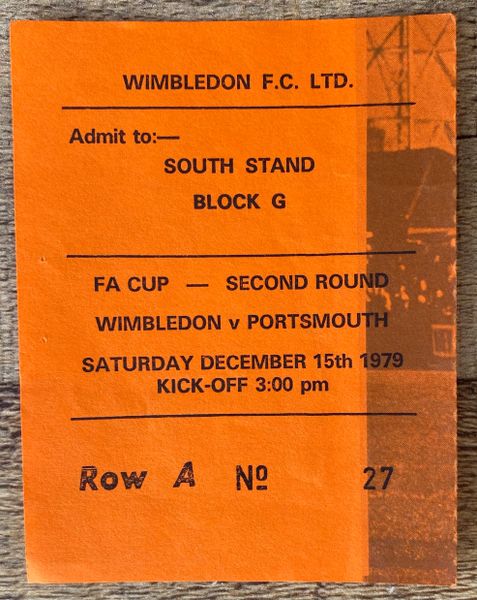 WIMBLEDON F.C. LTD.
Admit to:—
SOUTH STAND
BLOCK G
FA CUP — SECOND ROUND
WIMBLEDON v PORTSMOUTH
SATURDAY DECEMBER 15th 1979
KICK-OFF 3:00 pm
Row A Nº 27